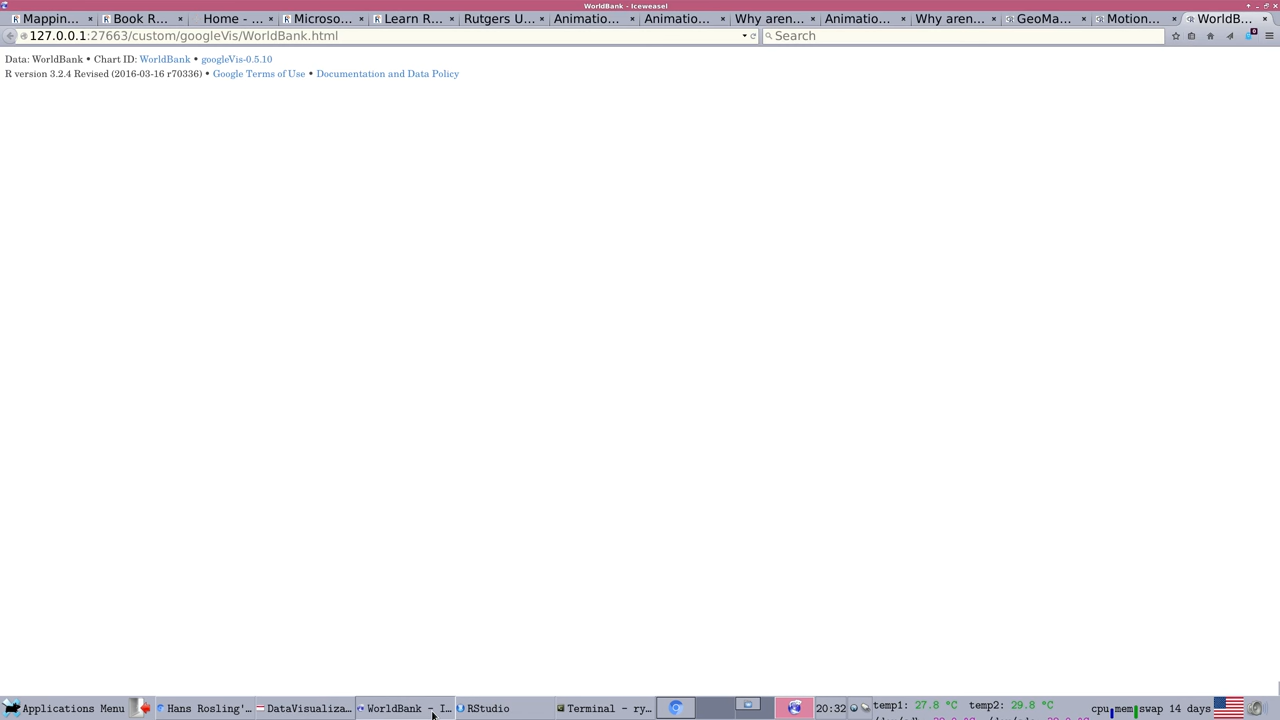 WorldBank - Iceweasel
Mappin... Book R... Home - ... Microso... Learn R... Rutgers U... Animatio... Animatio... Why aren... Animatio... Why aren... GeoMa... Motion... WorldB...
127.0.0.1:27663/custom/googleVis/WorldBank.html Search
Data: WorldBank • Chart ID: WorldBank • googleVis-0.5.10
R version 3.2.4 Revised (2016-03-16 r70336) • Google Terms of Use • Documentation and Data Policy
Applications Menu Hans Rosling'... DataVisualiza... WorldBank - I... RStudio Terminal - ry... 20:32 temp1: 27.8 °C temp2: 29.8 °C cpu mem swap 14 days